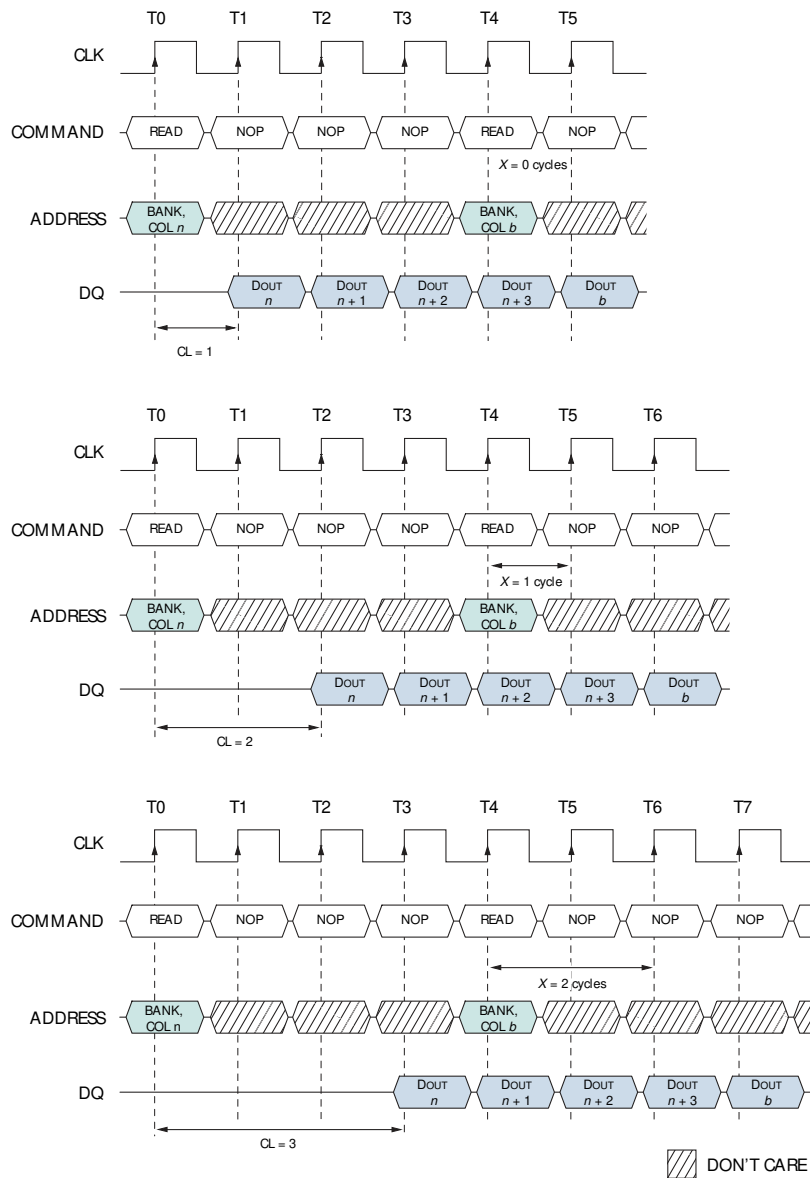 T0 T1 T2 T3 T4 T5
CLK
COMMAND READ NOP NOP NOP READ NOP
X = 0 cycles
ADDRESS BANK, COL n BANK, COL b
DQ DOUT n DOUT n + 1 DOUT n + 2 DOUT n + 3 DOUT b
CL = 1
T0 T1 T2 T3 T4 T5 T6
CLK
COMMAND READ NOP NOP NOP READ NOP NOP
X = 1 cycle
ADDRESS BANK, COL n BANK, COL b
DQ DOUT n DOUT n + 1 DOUT n + 2 DOUT n + 3 DOUT b
CL = 2
T0 T1 T2 T3 T4 T5 T6 T7
CLK
COMMAND READ NOP NOP NOP READ NOP NOP NOP
X = 2 cycles
ADDRESS BANK, COL n BANK, COL b
DQ DOUT n DOUT n + 1 DOUT n + 2 DOUT n + 3 DOUT b
CL = 3
DON'T CARE